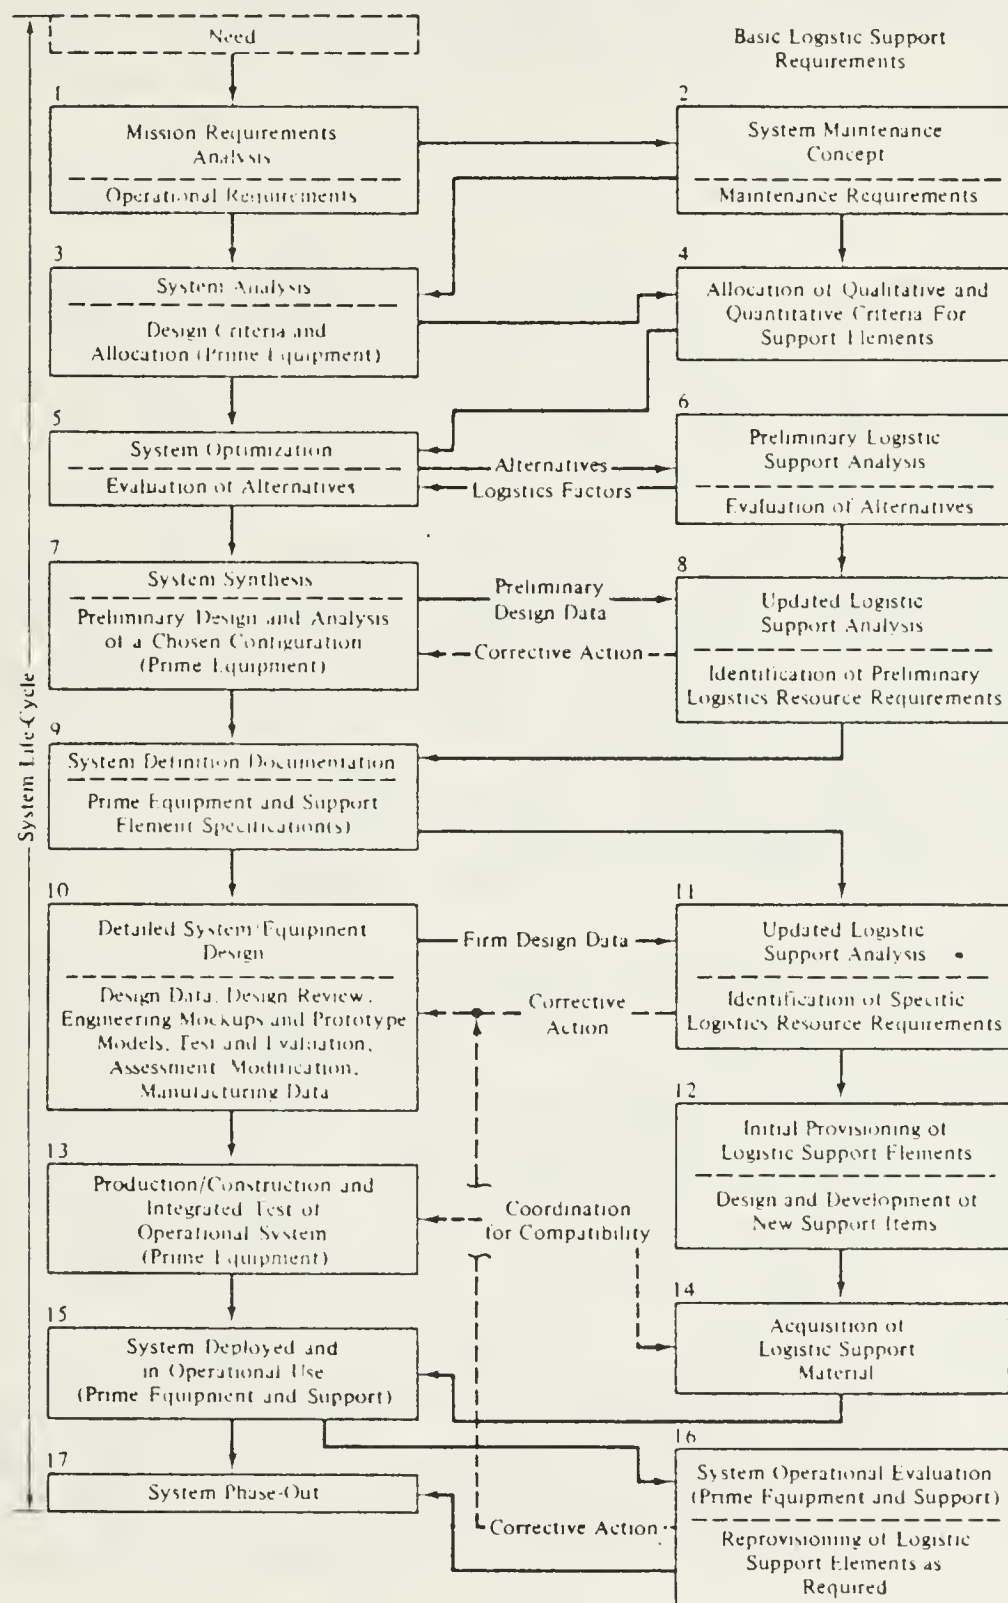 Need
Basic Logistic Support
Requirements
1
Mission Requirements
Analysis
Operational Requirements
2
System Maintenance
Concept
Maintenance Requirements
3
System Analysis
Design Criteria and
Allocation (Prime Equipment)
4
Allocation of Qualitative and
Quantitative Criteria For
Support Elements
5
System Optimization
Evaluation of Alternatives
Alternatives
Logistics Factors
6
Preliminary Logistic
Support Analysis
Evaluation of Alternatives
7
System Synthesis
Preliminary Design and Analysis
of a Chosen Configuration
(Prime Equipment)
Preliminary
Design Data
Corrective Action
8
Updated Logistic
Support Analysis
Identification of Preliminary
Logistics Resource Requirements
System Life-Cycle
9
System Definition Documentation
Prime Equipment and Support
Element Specification(s)
10
Detailed System/Equipment
Design
Design Data, Design Review,
Engineering Mockups and Prototype
Models, Test and Evaluation,
Assessment, Modification,
Manufacturing Data
Firm Design Data
Corrective
Action
11
Updated Logistic
Support Analysis
Identification of Specific
Logistics Resource Requirements
12
Initial Provisioning of
Logistic Support Elements
Design and Development of
New Support Items
13
Production/Construction and
Integrated Test of
Operational System
(Prime Equipment)
Coordination
for Compatibility
14
Acquisition of
Logistic Support
Material
15
System Deployed and
in Operational Use
(Prime Equipment and Support)
16
System Operational Evaluation
(Prime Equipment and Support)
Reprovisioning of Logistic
Support Elements as
Required
17
System Phase-Out
Corrective Action